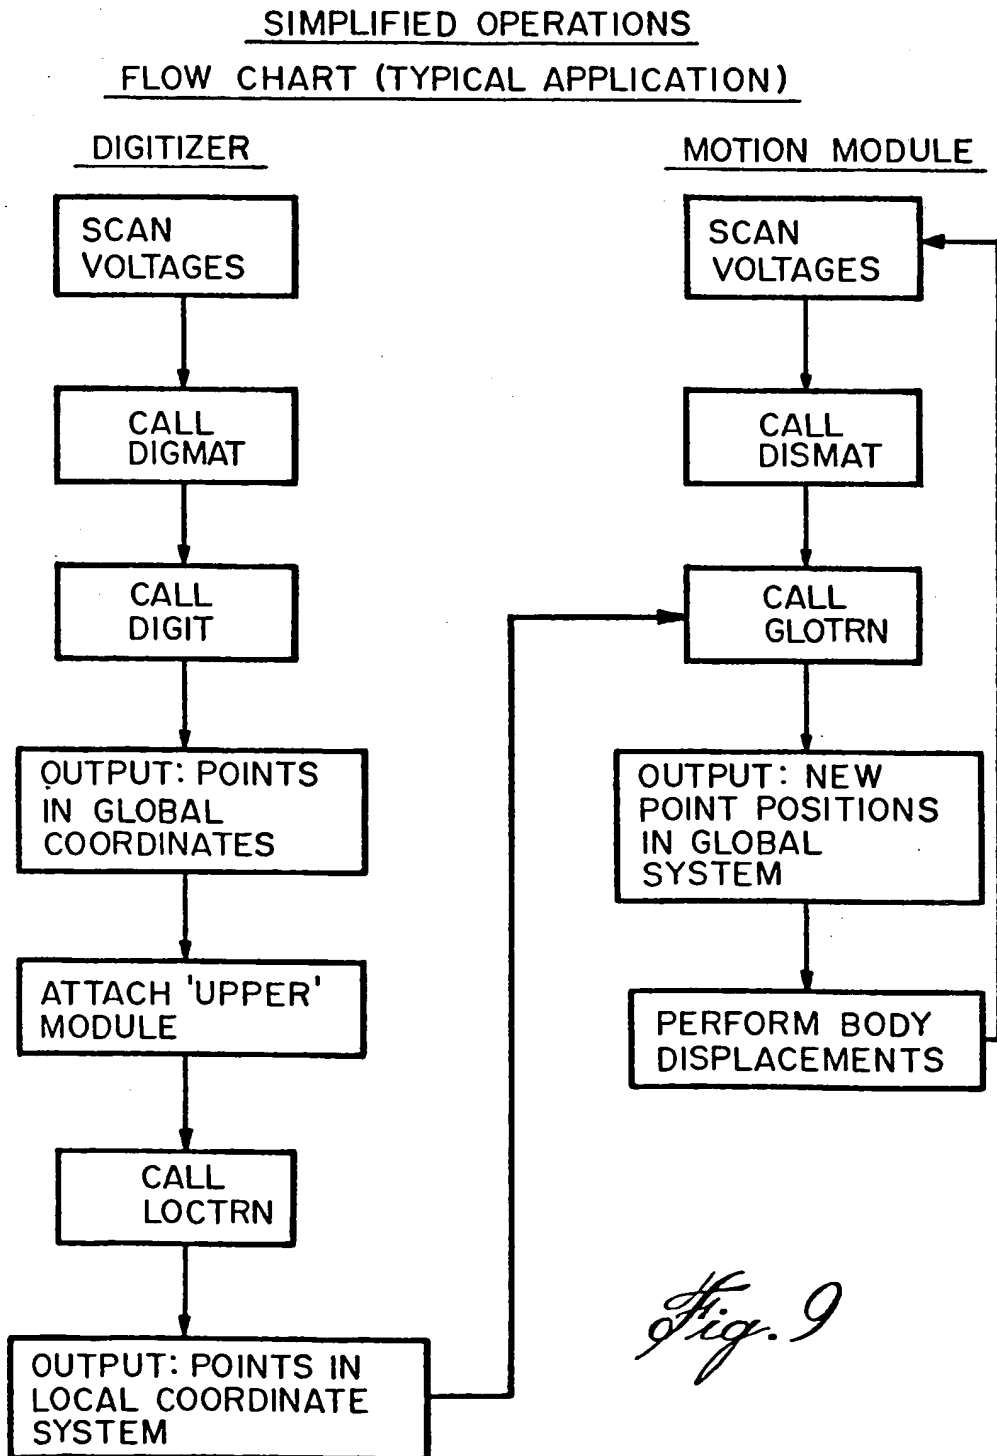 SIMPLIFIED OPERATIONS
FLOW CHART (TYPICAL APPLICATION)
DIGITIZER
SCAN
VOLTAGES
CALL
DIGMAT
CALL
DIGIT
OUTPUT: POINTS
IN GLOBAL
COORDINATES
ATTACH 'UPPER'
MODULE
CALL
LOCTRN
OUTPUT: POINTS IN
LOCAL COORDINATE
SYSTEM
MOTION MODULE
SCAN
VOLTAGES
CALL
DISMAT
CALL
GLOTRN
OUTPUT: NEW
POINT POSITIONS
IN GLOBAL
SYSTEM
PERFORM BODY
DISPLACEMENTS
Fig. 9